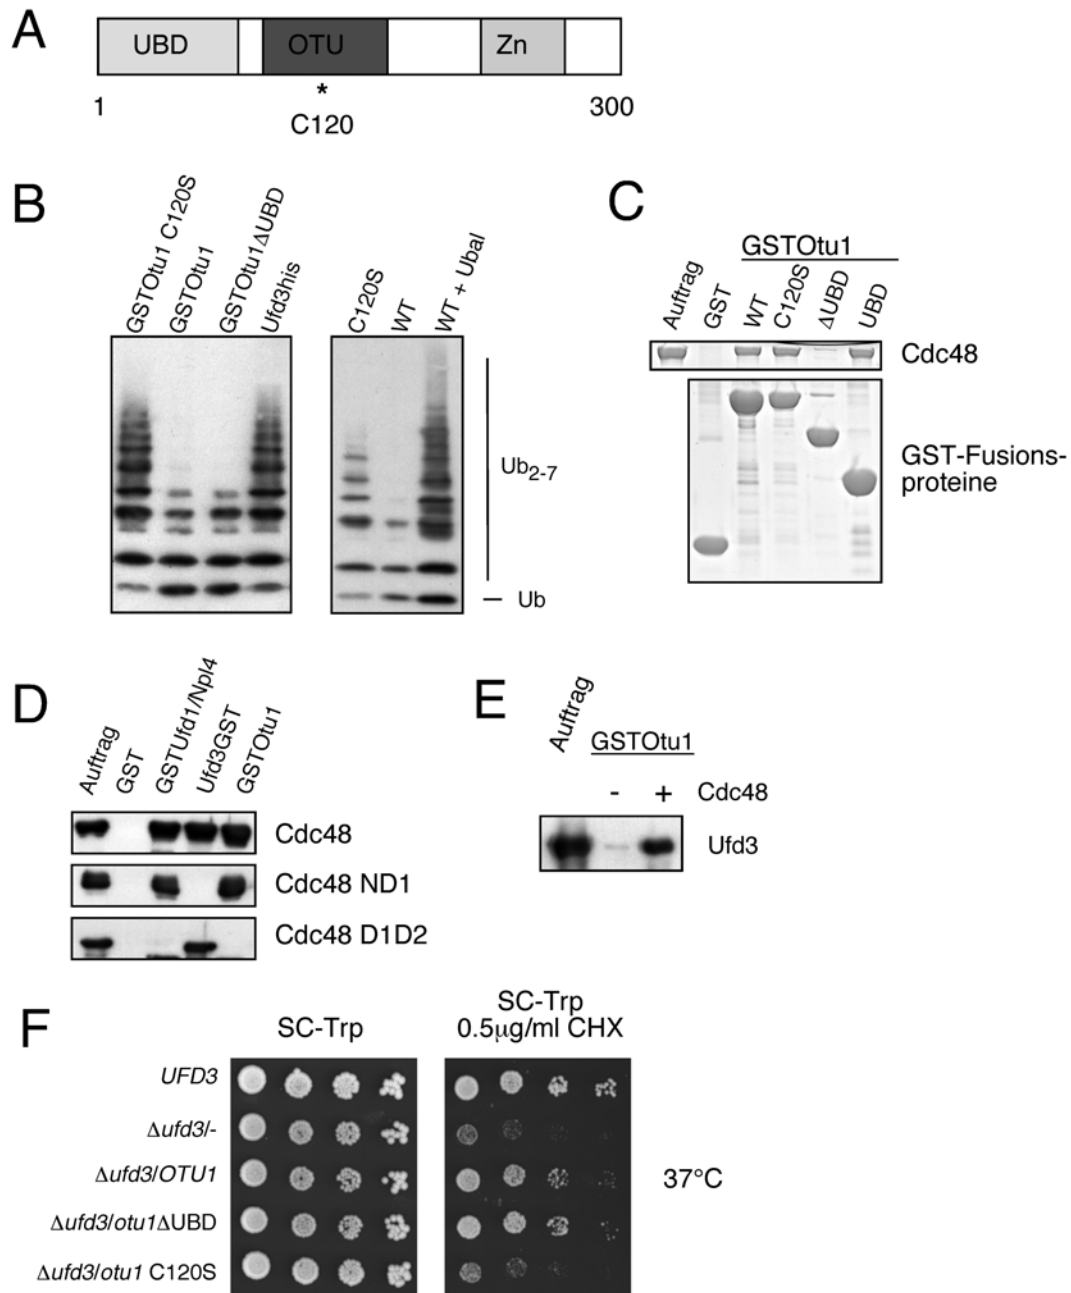 A
UBD OTU Zn
*
1 C120 300
B
GSTOtu1 C120S
GSTOtu1
GSTOtu1ΔUBD
Ufd3his
C120S
WT
WT + Ubal
Ub2-7
Ub
C
GSTOtu1
Auftrag
GST
WT
C120S
ΔUBD
UBD
Cdc48
GST-Fusions-
proteine
D
Auftrag
GST
GSTUfd1/Npl4
Ufd3GST
GSTOtu1
Cdc48
Cdc48 ND1
Cdc48 D1D2
E
Auftrag
GSTOtu1
- + Cdc48
Ufd3
F
SC-Trp
SC-Trp
0.5µg/ml CHX
UFD3
Δufd3/-
Δufd3/OTU1
Δufd3/otu1ΔUBD
Δufd3/otu1 C120S
37°C